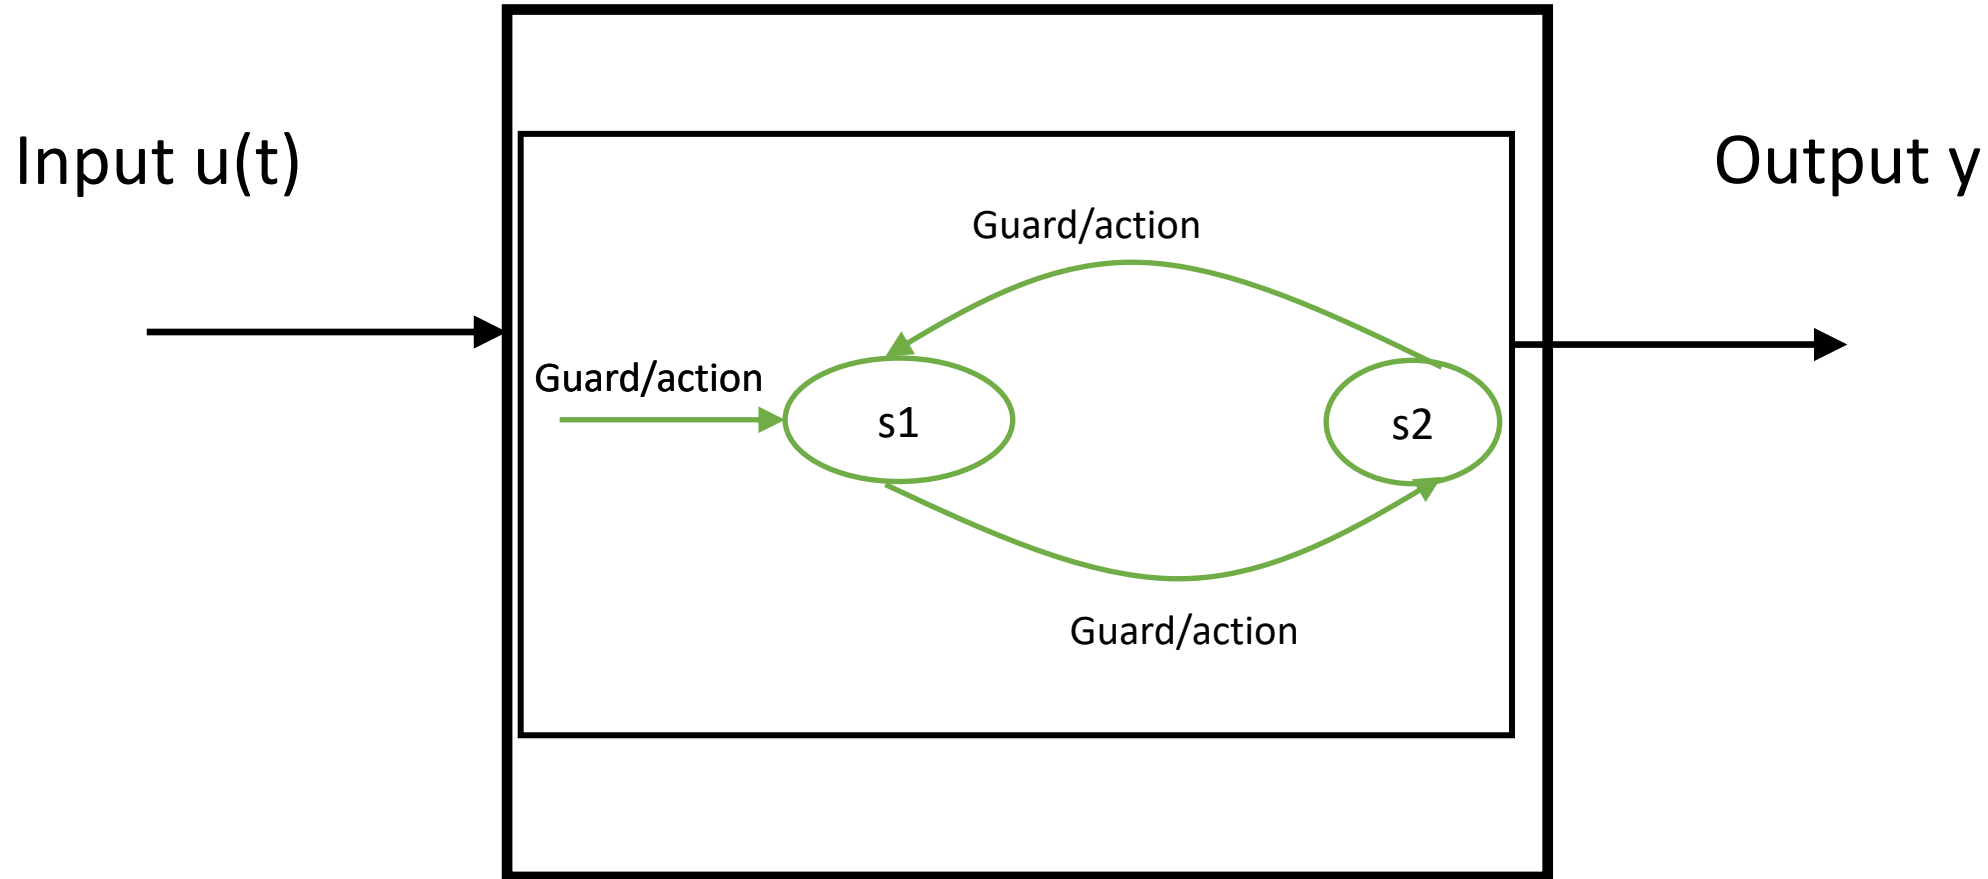 Input u(t)
Output y
Guard/action
Guard/action
s1
s2
Guard/action